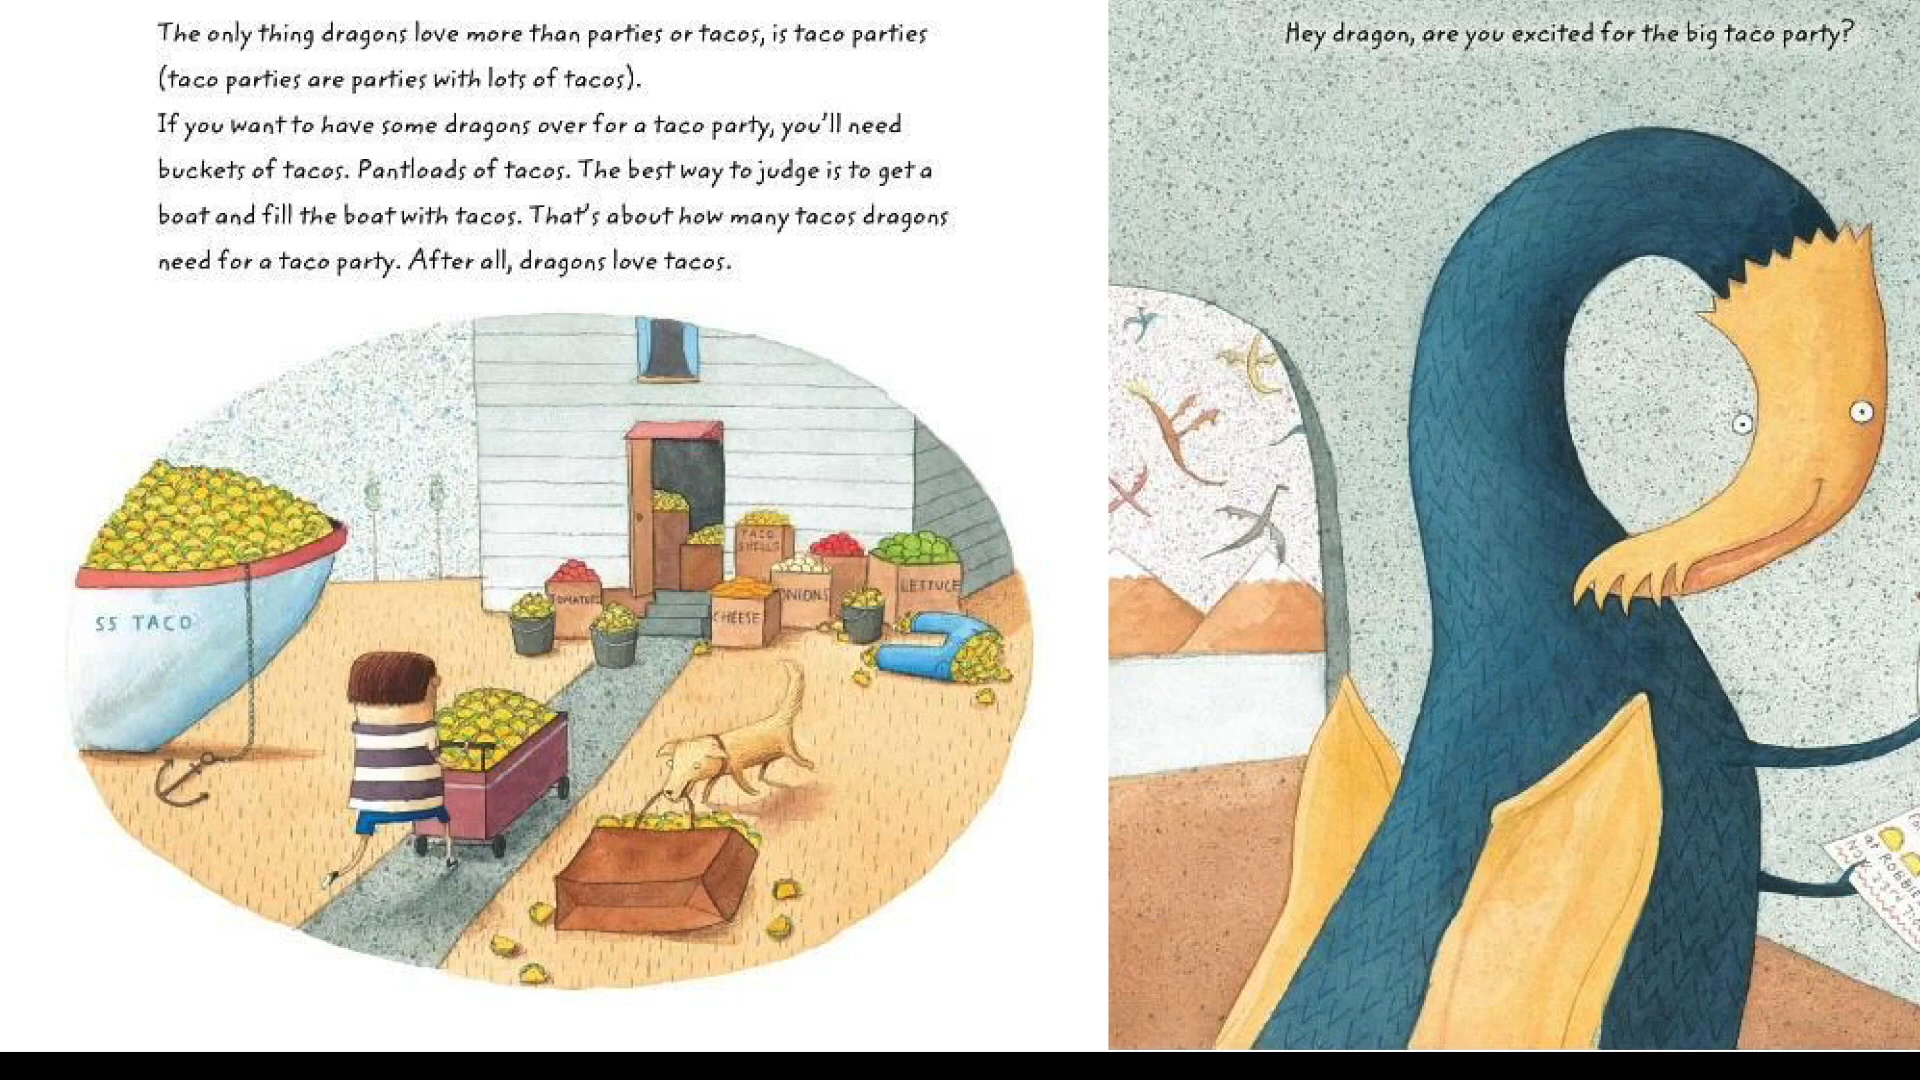 The only thing dragons love more than parties or tacos, is taco parties
(taco parties are parties with lots of tacos).
If you want to have some dragons over for a taco party, you'll need
buckets of tacos. Pantloads of tacos. The best way to judge is to get a
boat and fill the boat with tacos. That's about how many tacos dragons
need for a taco party. After all, dragons love tacos.
SS TACO
TACO
SHELLS
TOMATOES
CHEESE
ONIONS
LETTUCE
Hey dragon, are you excited for the big taco party?
at ROBBIE
NOV.
23rd